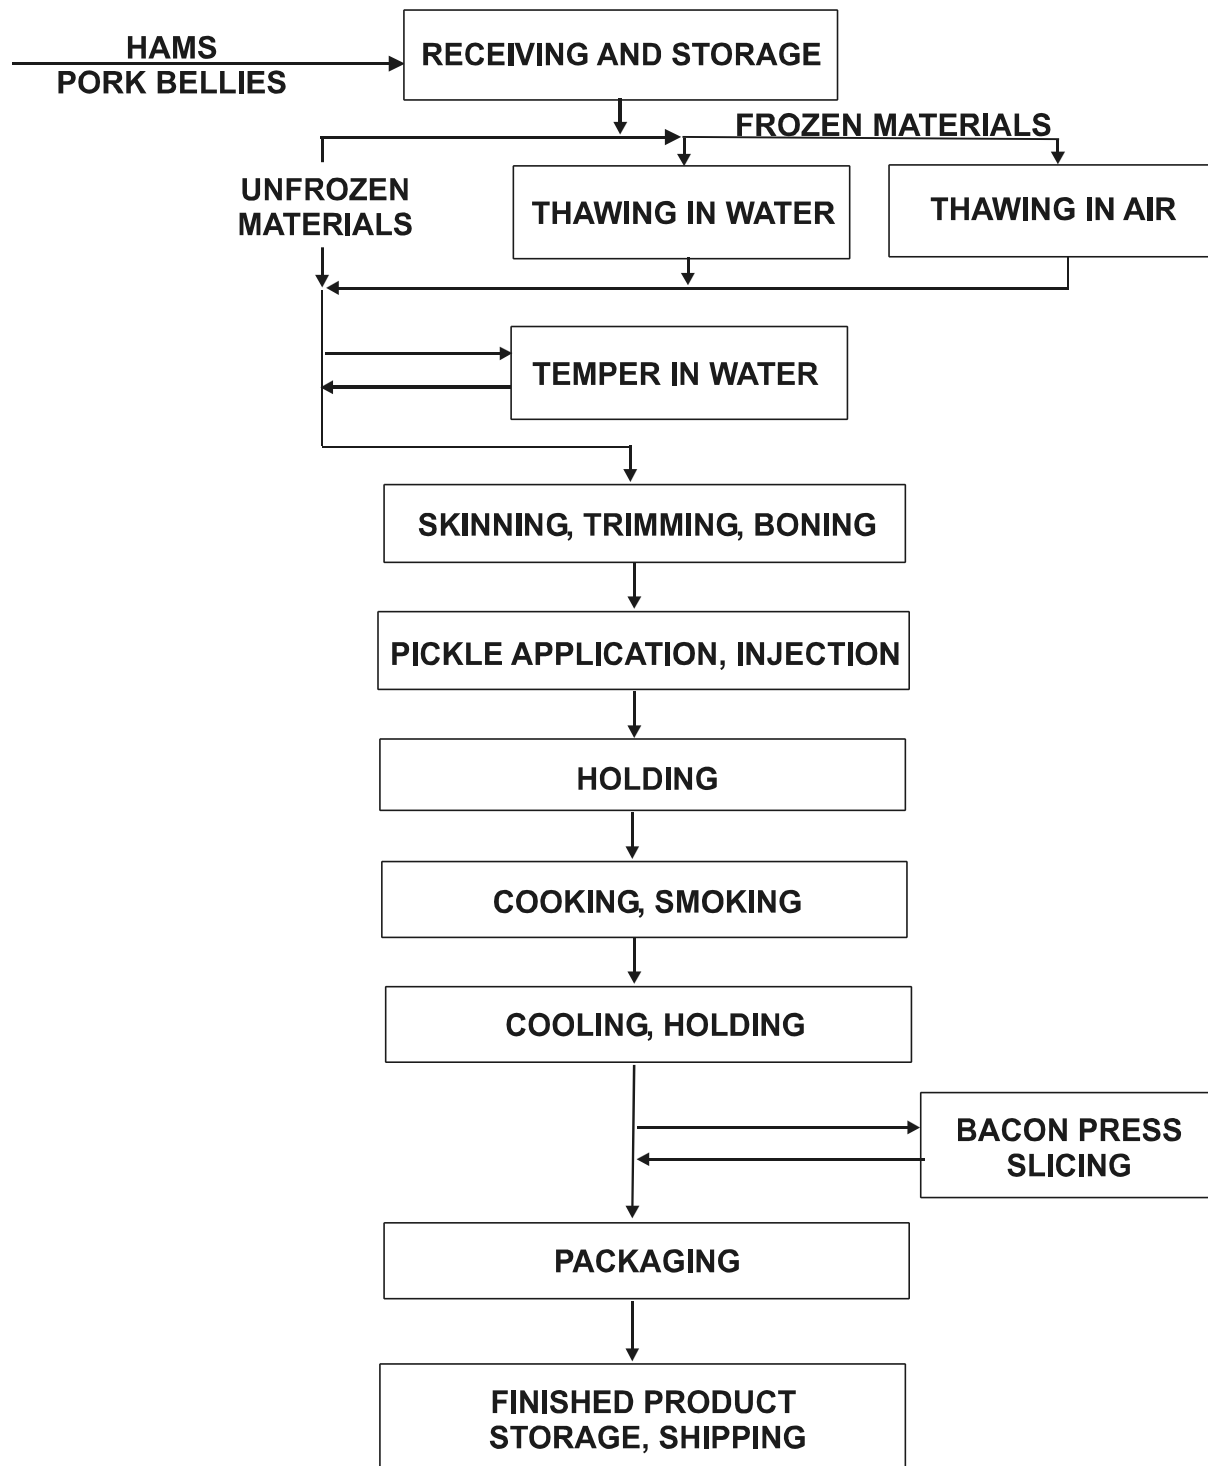 HAMS
PORK BELLIES
RECEIVING AND STORAGE
FROZEN MATERIALS
UNFROZEN
MATERIALS
THAWING IN WATER
THAWING IN AIR
TEMPER IN WATER
SKINNING, TRIMMING, BONING
PICKLE APPLICATION, INJECTION
HOLDING
COOKING, SMOKING
COOLING, HOLDING
BACON PRESS
SLICING
PACKAGING
FINISHED PRODUCT
STORAGE, SHIPPING